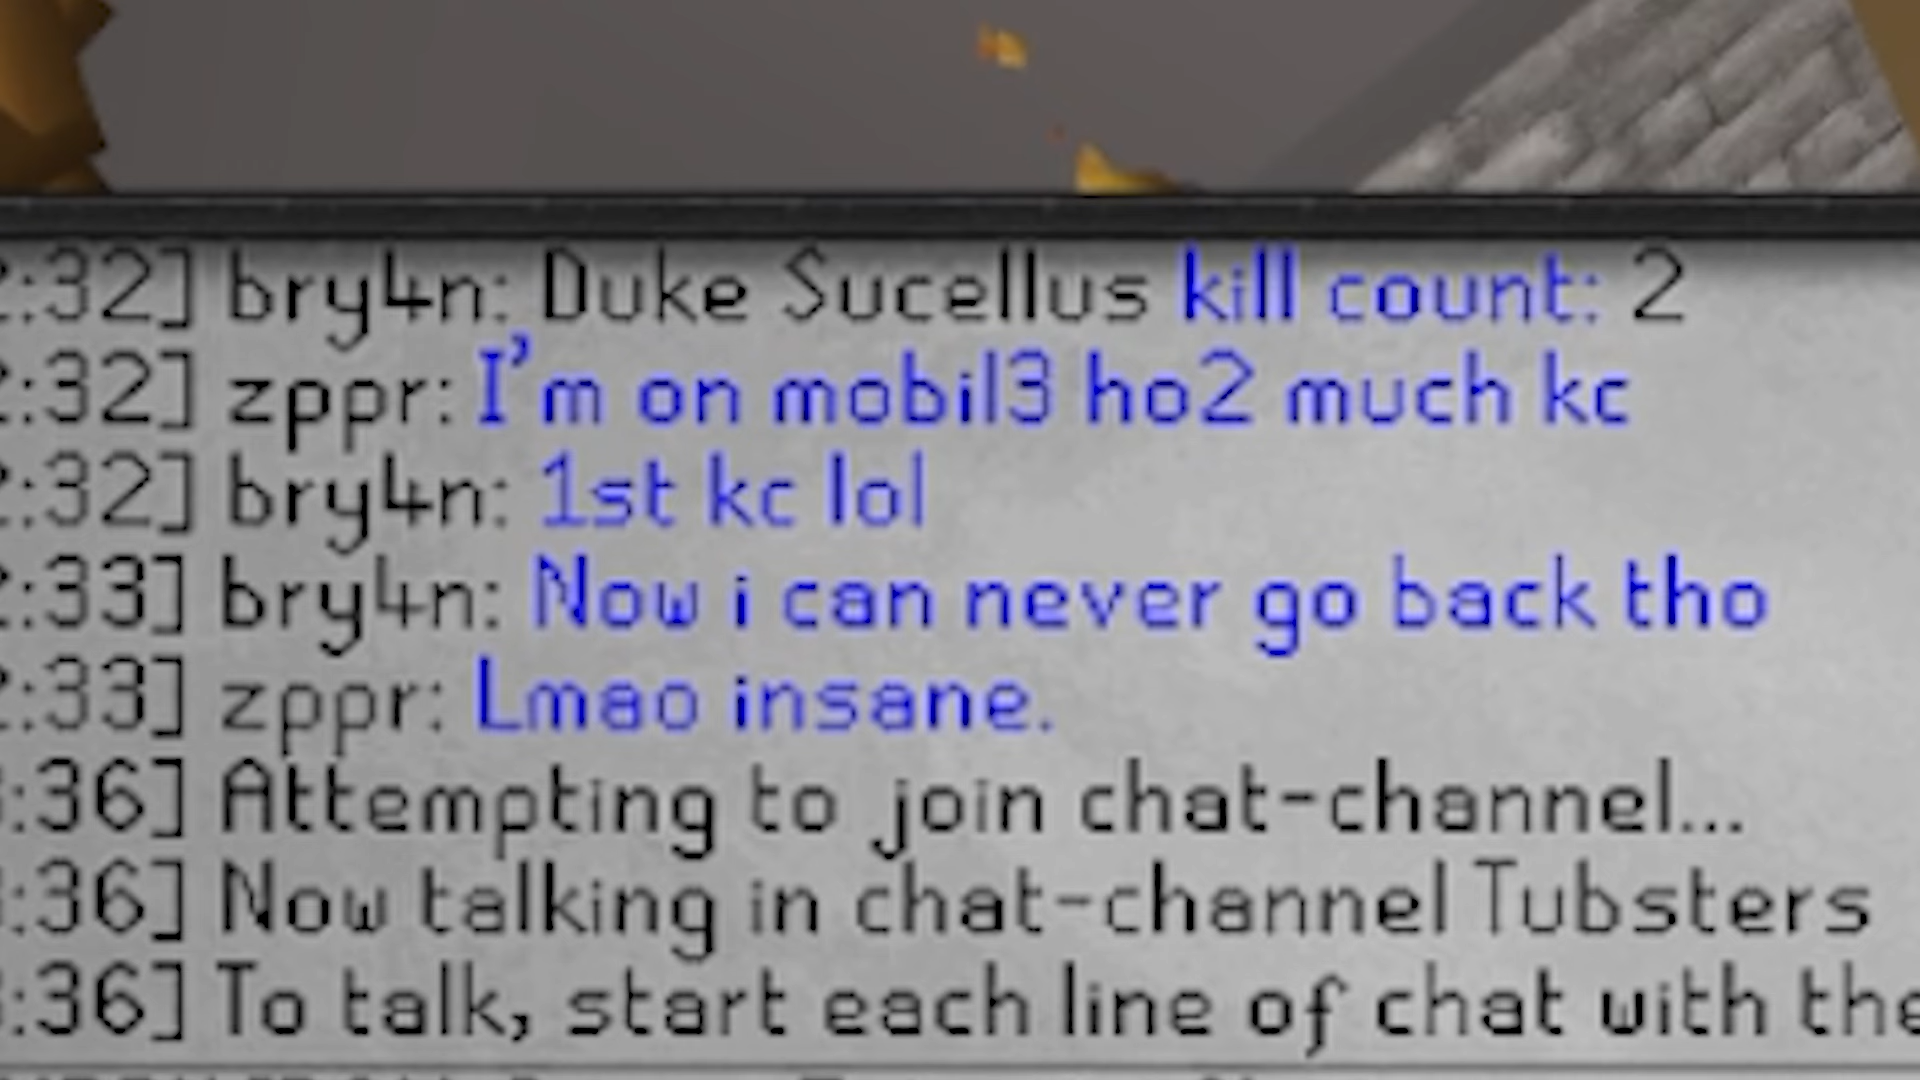 :32] bry4n: Duke Sucellus kill count: 2
:32] zppr: I'm on mobil3 ho2 much kc
:32] bry4n: 1st kc lol
:33] bry4n: Now i can never go back tho
:33] zppr: Lmao insane.
:36] Attempting to join chat-channel...
:36] Now talking in chat-channel Tubsters
:36] To talk, start each line of chat with the